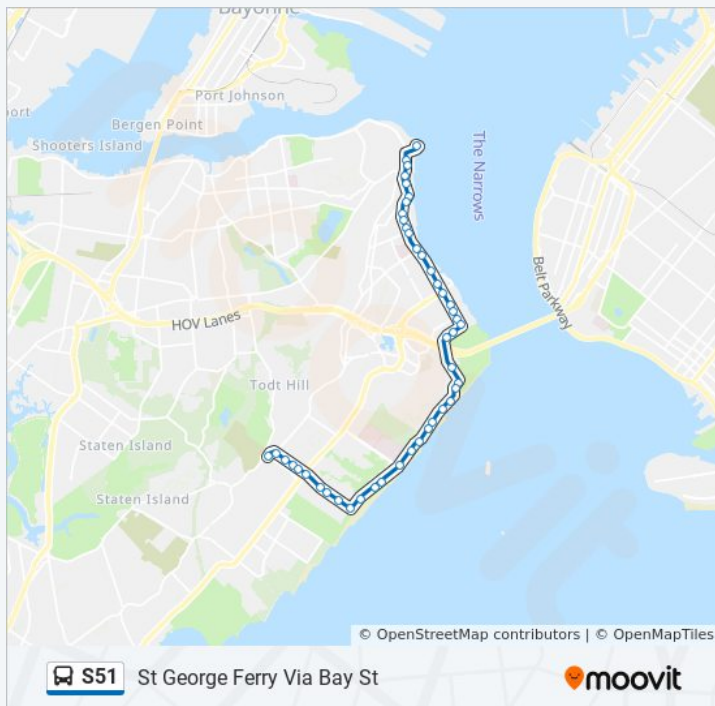 Bayonne
Port Johnson
port
Bergen Point
Shooters Island
The Narrows
Belt Parkway
HOV Lanes
Todt Hill
Staten Island
Staten Island
© OpenStreetMap contributors | © OpenMapTiles
S51 St George Ferry Via Bay St
moovit